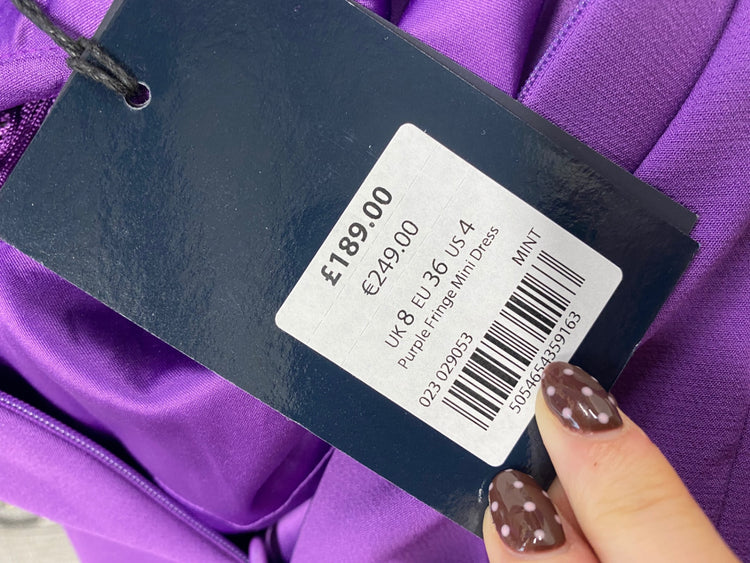 £189.00
€249.00
UK 8 EU 36 US 4
Purple Fringe Mini Dress
MINT
023 029053
5054654359163